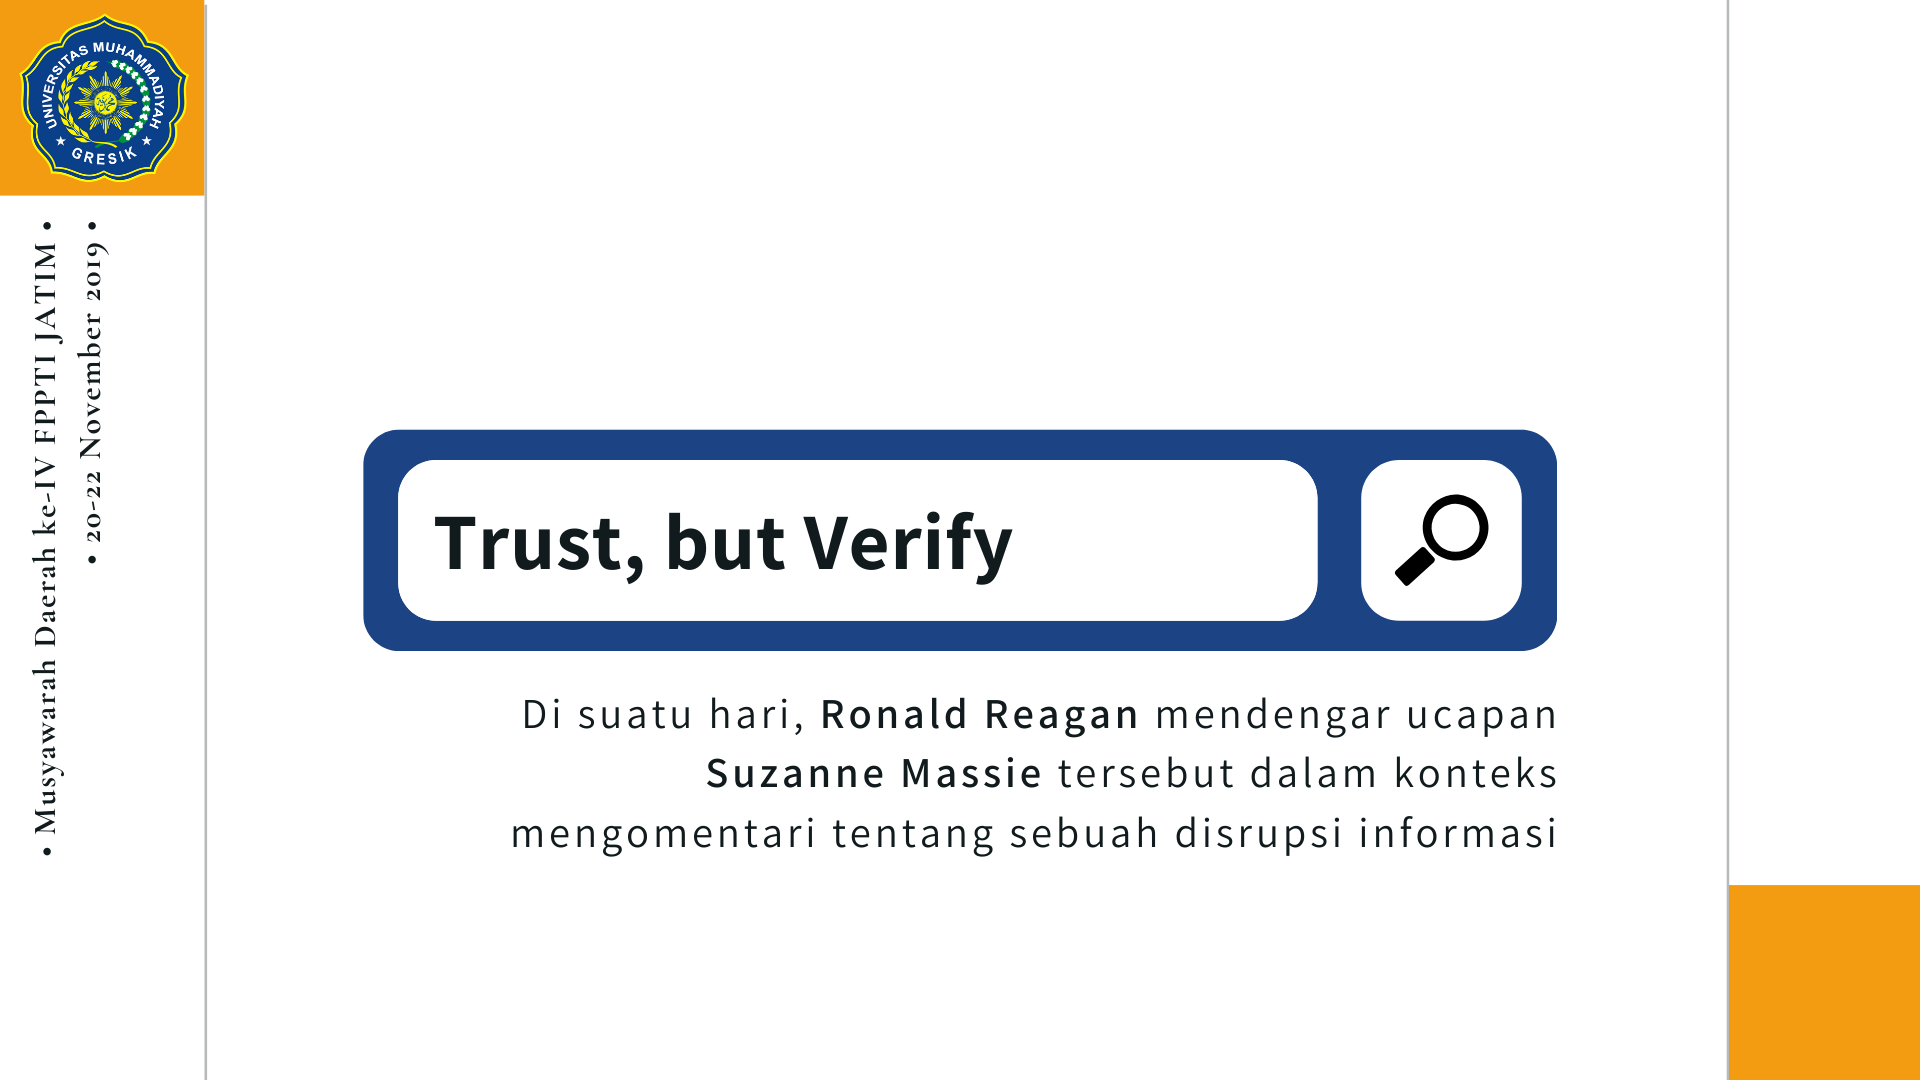 UNIVERSITAS MUHAMMADIYAH
GRESIK
• Musyawarah Daerah ke-IV FPPTI JATIM •
• 20-22 November 2019 •
Trust, but Verify
Di suatu hari, Ronald Reagan mendengar ucapan
Suzanne Massie tersebut dalam konteks
mengomentari tentang sebuah disrupsi informasi